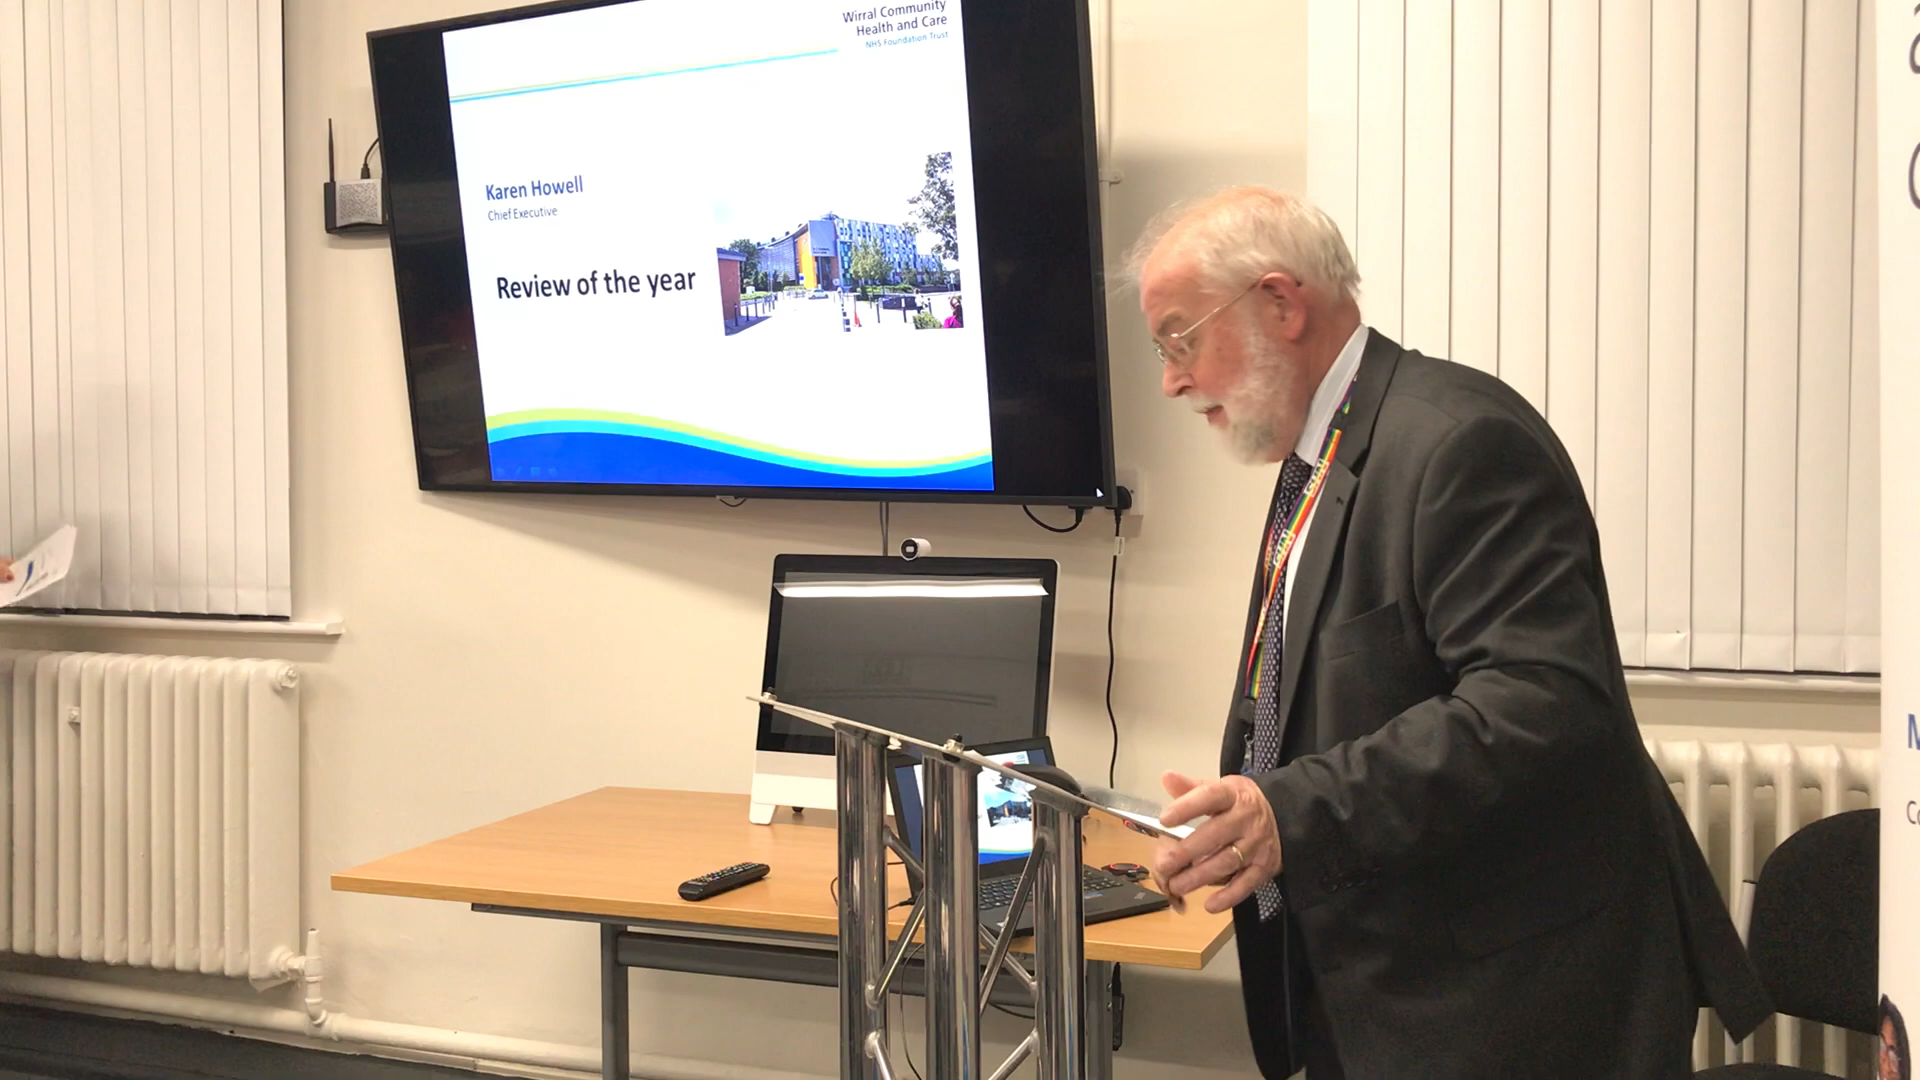 Wirral Community
Health and Care
NHS Foundation Trust
Karen Howell
Chief Executive
Review of the year